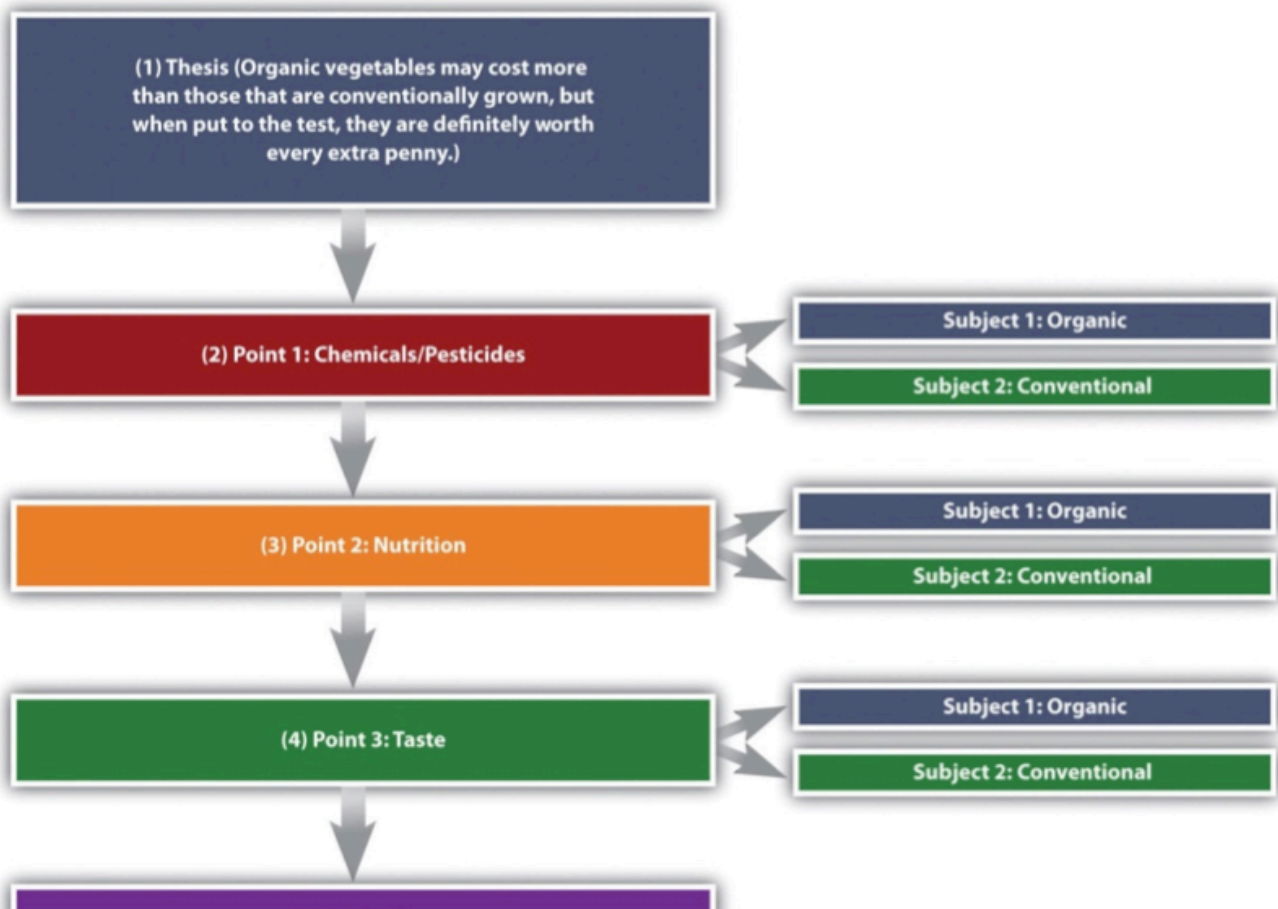 (1) Thesis (Organic vegetables may cost more
than those that are conventionally grown, but
when put to the test, they are definitely worth
every extra penny.)
(2) Point 1: Chemicals/Pesticides
Subject 1: Organic
Subject 2: Conventional
(3) Point 2: Nutrition
Subject 1: Organic
Subject 2: Conventional
(4) Point 3: Taste
Subject 1: Organic
Subject 2: Conventional